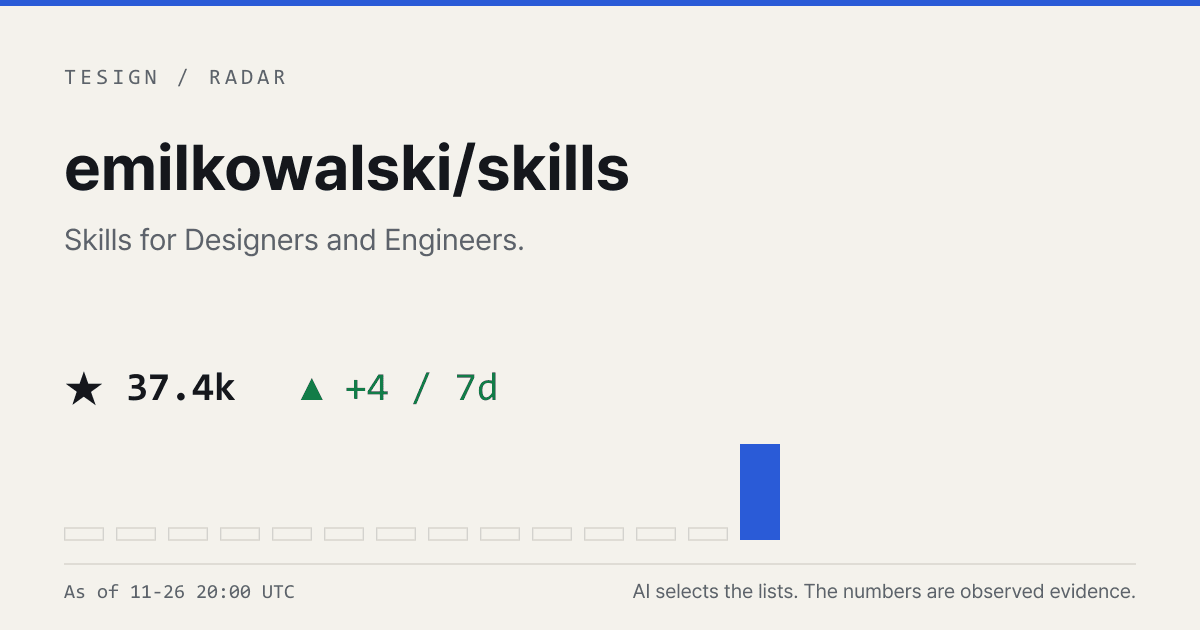 TESIGN / RADAR
emilkowalski/skills
Skills for Designers and Engineers.
★ 37.4k ▲ +4 / 7d
As of 11-26 20:00 UTC
AI selects the lists. The numbers are observed evidence.